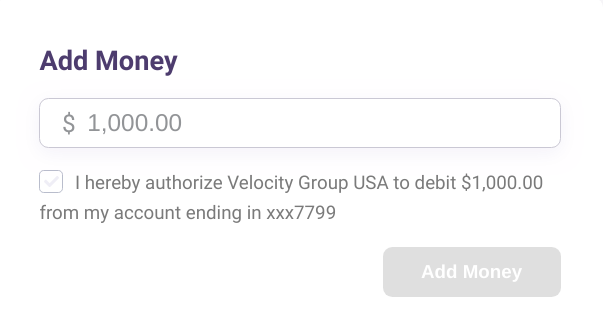 Add Money
$ 1,000.00
I hereby authorize Velocity Group USA to debit $1,000.00
from my account ending in xxx7799
Add Money